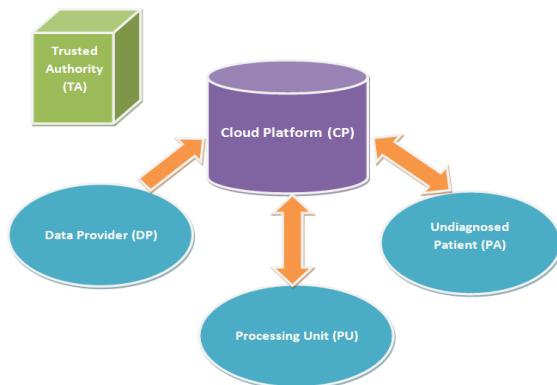 Trusted
Authority
(TA)
Cloud Platform (CP)
Data Provider (DP)
Undiagnosed
Patient (PA)
Processing Unit (PU)